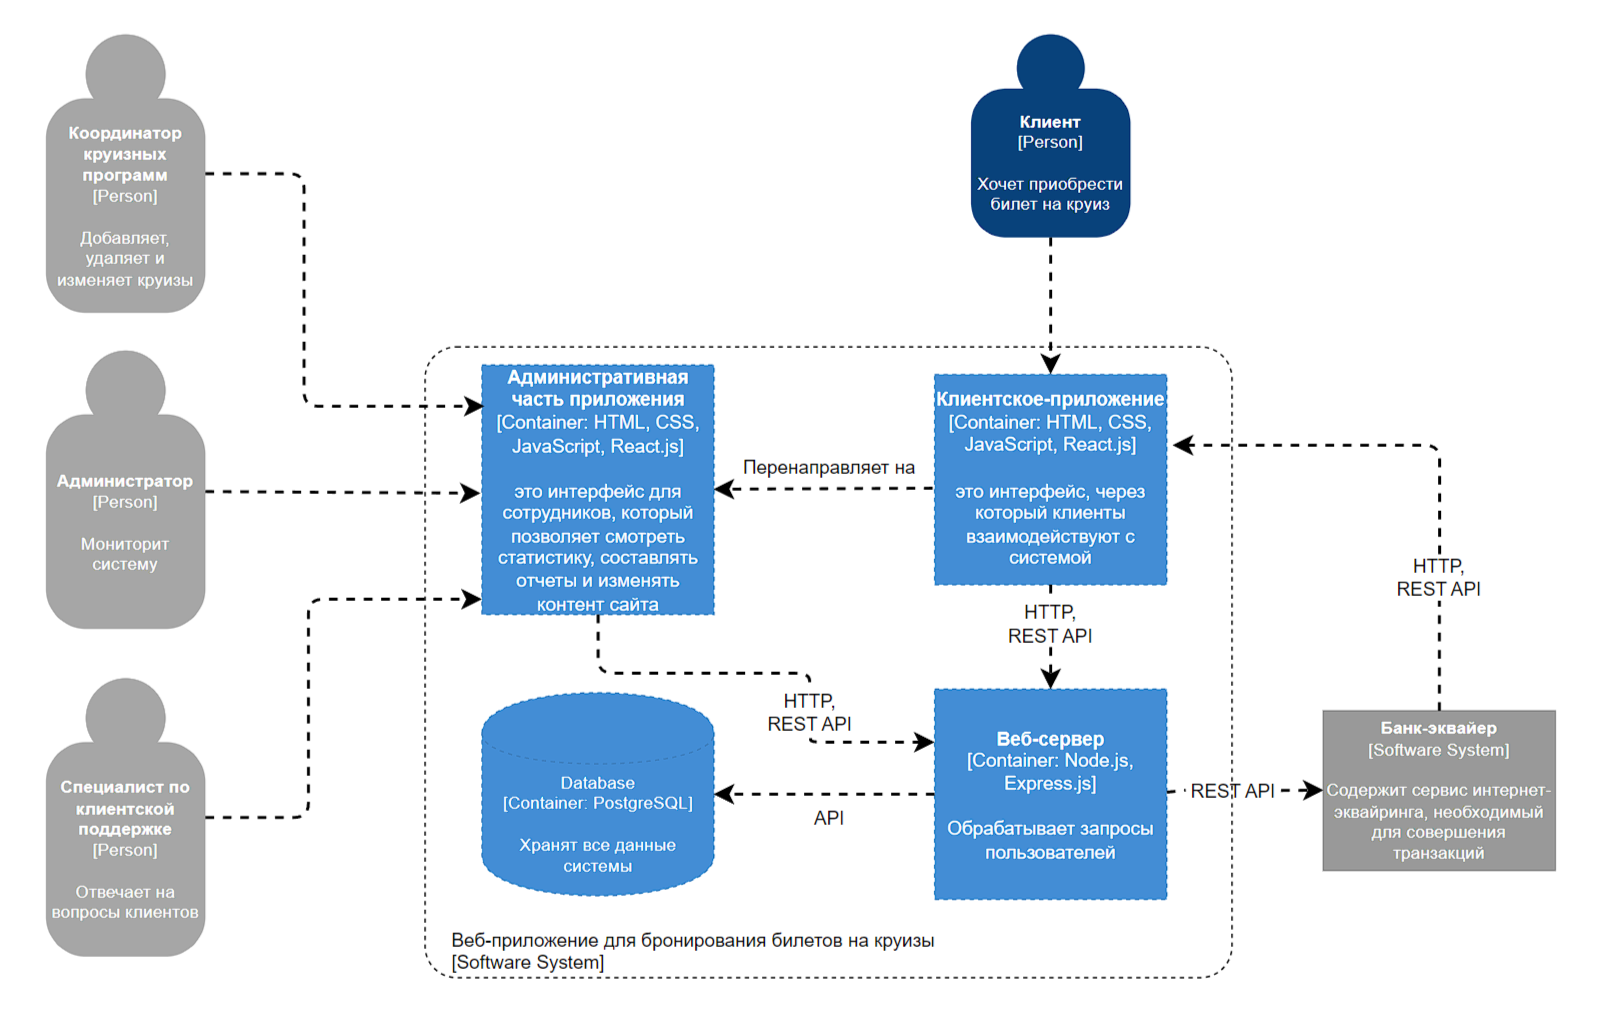 Координатор
круизных
программ
[Person]
Добавляет,
удаляет и
изменяет круизы
Клиент
[Person]
Хочет приобрести
билет на круиз
Администратор
[Person]
Мониторит
систему
Специалист по
клиентской
поддержке
[Person]
Отвечает на
вопросы клиентов
Административная
часть приложения
[Container: HTML, CSS,
JavaScript, React.js]
это интерфейс для
сотрудников, который
позволяет смотреть
статистику, составлять
отчеты и изменять
контент сайта
Перенаправляет на
Клиентское-приложение
[Container: HTML, CSS,
JavaScript, React.js]
это интерфейс, через
который клиенты
взаимодействуют с
системой
HTTP,
REST API
HTTP,
REST API
HTTP,
REST API
Database
[Container: PostgreSQL]
Хранят все данные
системы
API
Веб-сервер
[Container: Node.js,
Express.js]
Обрабатывает запросы
пользователей
REST API
Банк-эквайер
[Software System]
Содержит сервис интернет-
эквайринга, необходимый
для совершения
транзакций
Веб-приложение для бронирования билетов на круизы
[Software System]